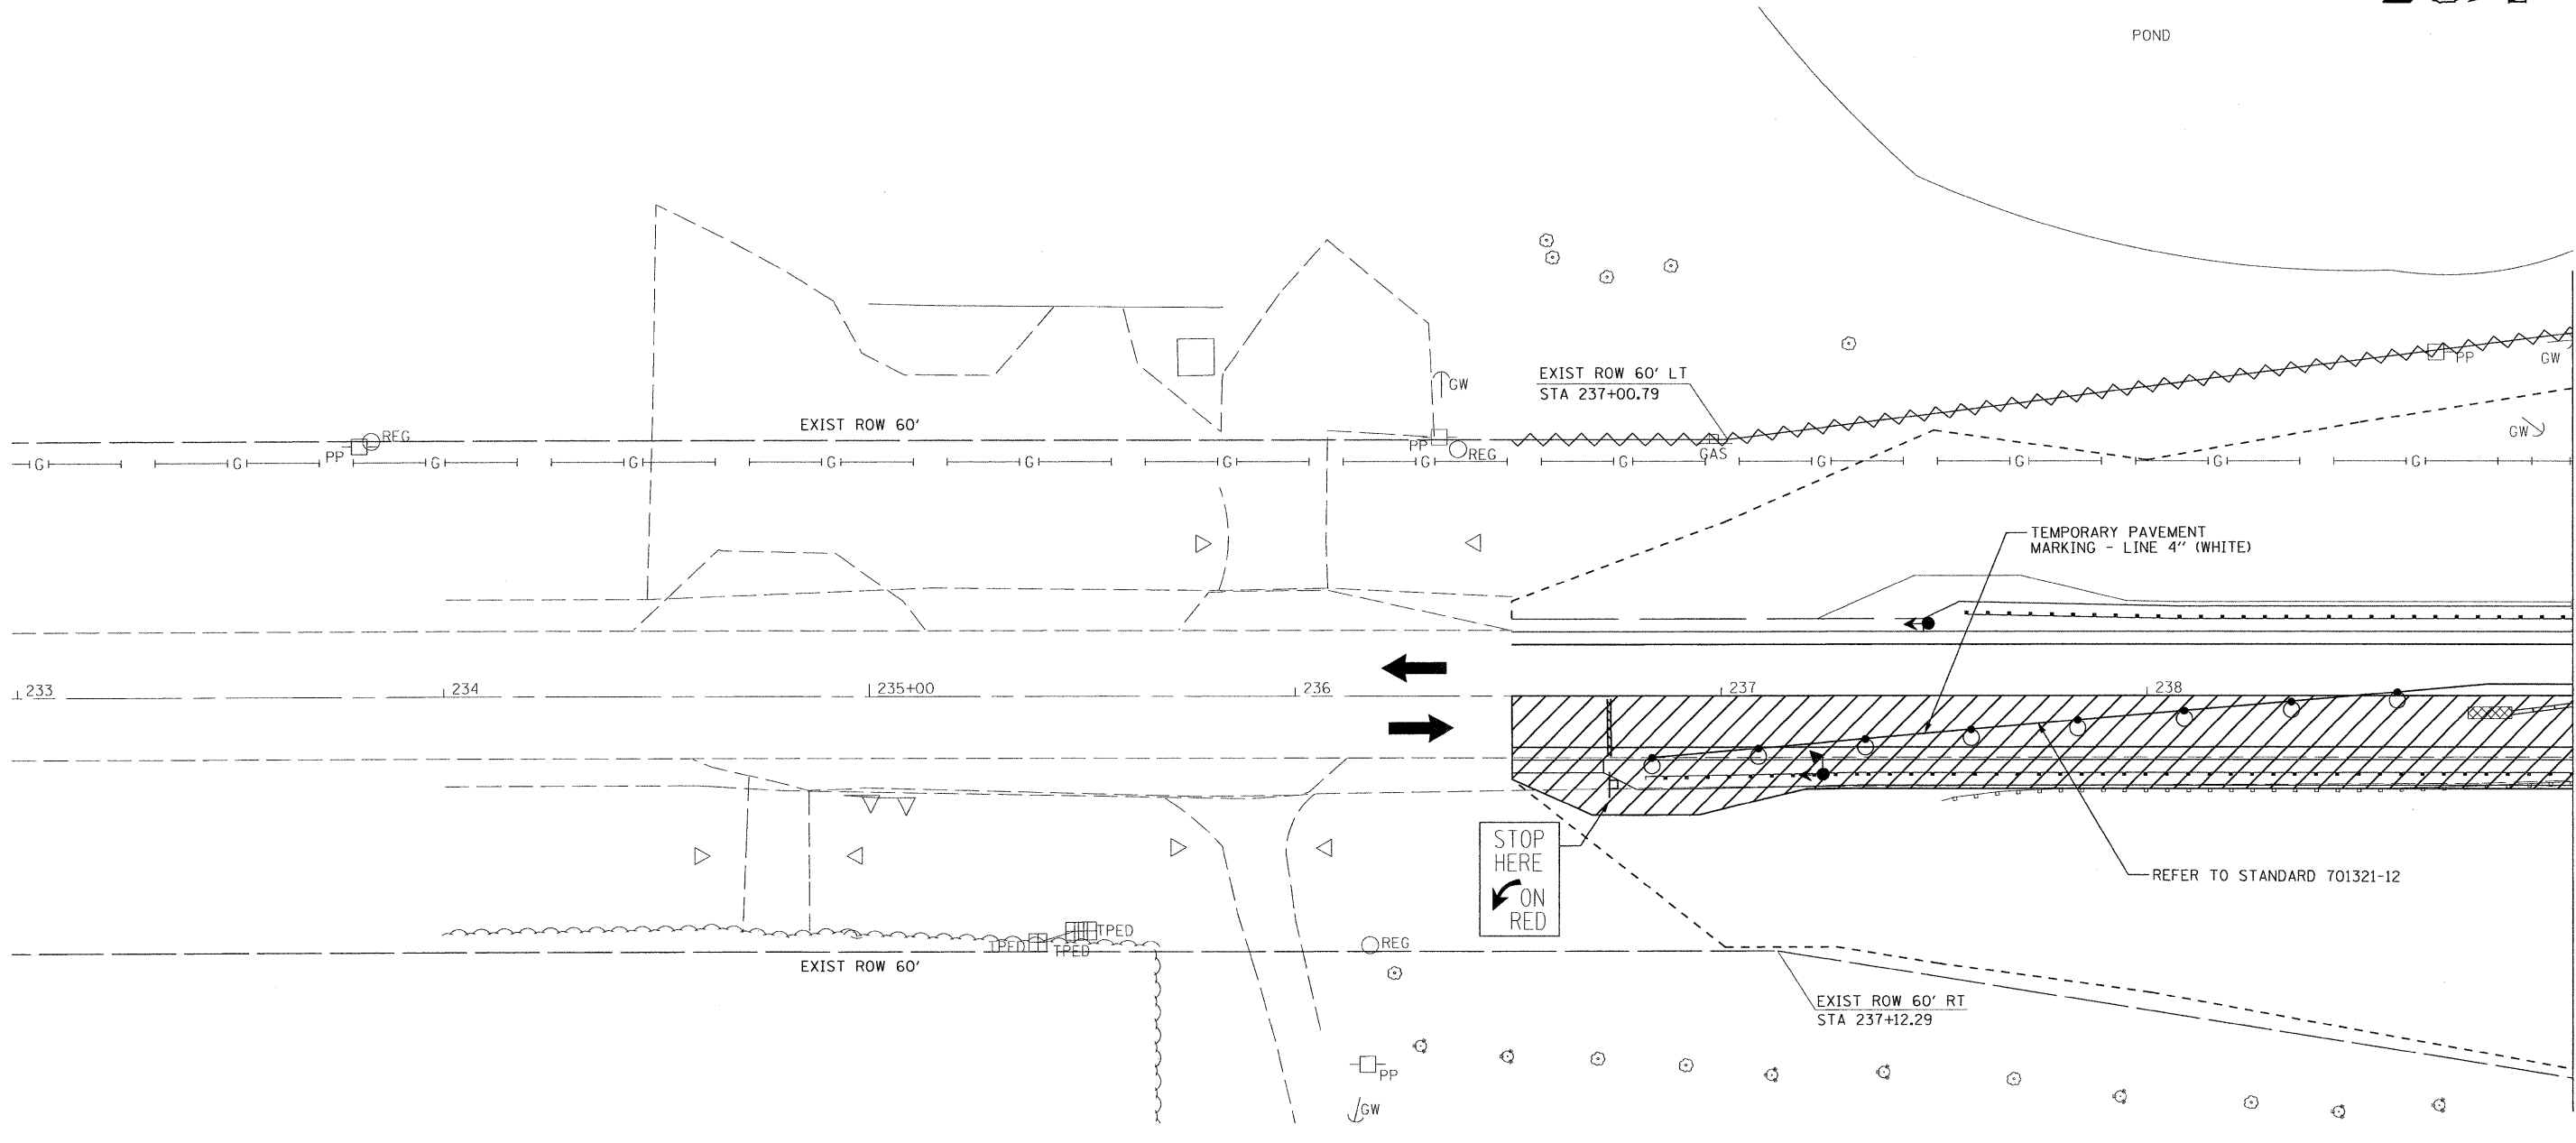 POND
EXIST ROW 60' LT
STA 237+00.79
PP
GW
GW
EXIST ROW 60'
REG
PP
GW
PP
REG
GAS
GW
G G G G G G G G G G G G G
TEMPORARY PAVEMENT
MARKING - LINE 4" (WHITE)
233 234 235+00 236 237 238
STOP
HERE
ON
RED
REFER TO STANDARD 701321-12
TPED
TPED
TPED
REG
EXIST ROW 60'
EXIST ROW 60' RT
STA 237+12.29
PP
GW